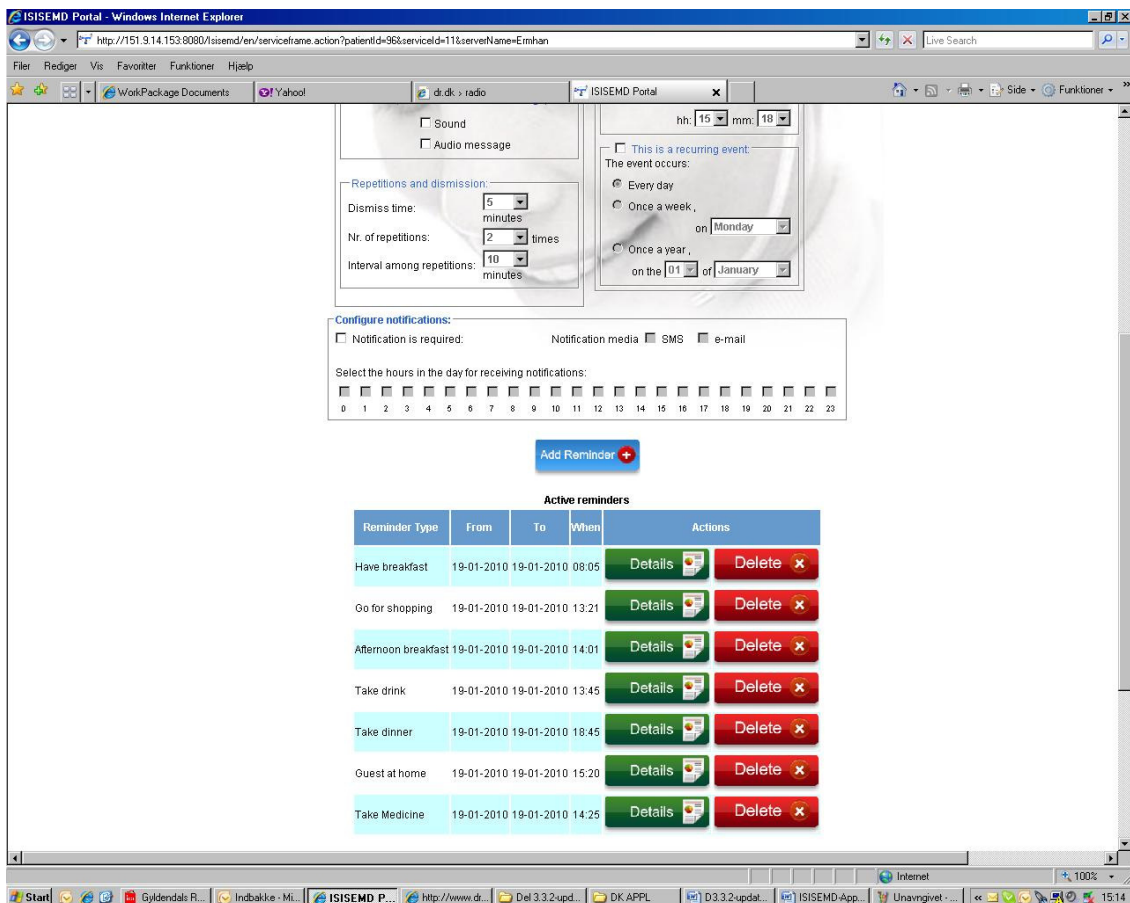 ISISEMD Portal - Windows Internet Explorer
http://151.9.14.153:8080/Isisemd/en/serviceframe.action?patientId=96&serviceId=11&serverName=Ermhan
Live Search
Filer Rediger Vis Favoritter Funktioner Hjælp
WorkPackage Documents Yahoo! dr.dk > radio ISISEMD Portal Side Funktioner
Sound hh: 15 mm: 18
Audio message
This is a recurring event:
The event occurs:
Repetitions and dismission:
Every day
Dismiss time: 5 minutes
Once a week,
on Monday
Nr. of repetitions: 2 times
Once a year,
Interval among repetitions: 10 minutes
on the 01 of January
Configure notifications:
Notification is required: Notification media SMS e-mail
Select the hours in the day for receiving notifications:
0 1 2 3 4 5 6 7 8 9 10 11 12 13 14 15 16 17 18 19 20 21 22 23
Add Reminder
Active reminders
Reminder Type From To When Actions
Have breakfast 19-01-2010 19-01-2010 08:05 Details Delete
Go for shopping 19-01-2010 19-01-2010 13:21 Details Delete
Afternoon breakfast 19-01-2010 19-01-2010 14:01 Details Delete
Take drink 19-01-2010 19-01-2010 13:45 Details Delete
Take dinner 19-01-2010 19-01-2010 18:45 Details Delete
Guest at home 19-01-2010 19-01-2010 15:20 Details Delete
Take Medicine 19-01-2010 19-01-2010 14:25 Details Delete
Internet 100%
Start Gyldendals R... Indbakke - Mi... ISISEMD P... http://www.dr... Del 3.3.2-upd... DK APPL D3.3.2-updat... ISISEMD-App... Unavngivet -... 15:14